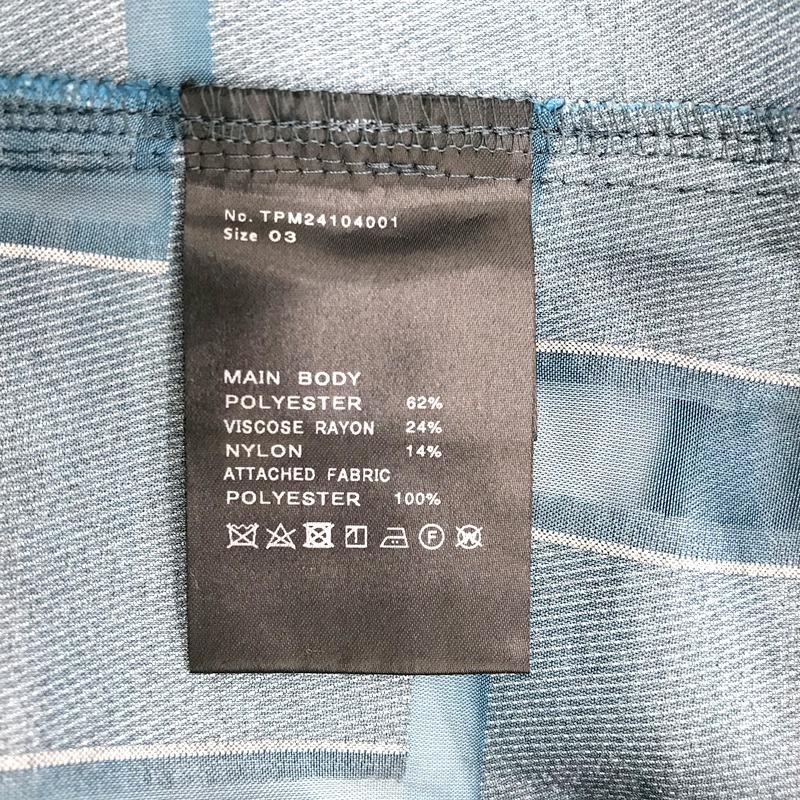 No. TPM24104001
Size 03
MAIN BODY
POLYESTER 62%
VISCOSE RAYON 24%
NYLON 14%
ATTACHED FABRIC
POLYESTER 100%
F W